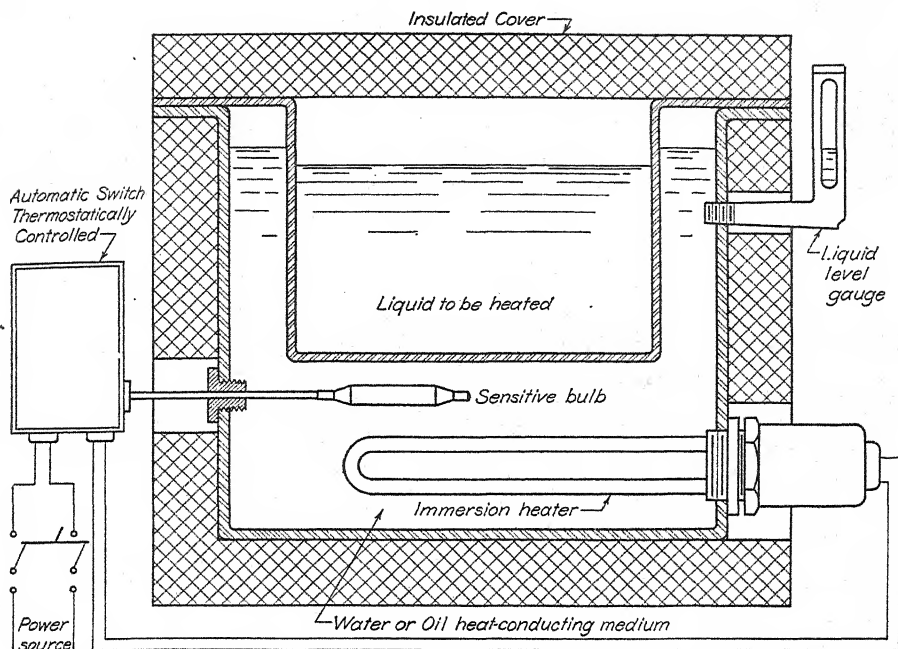 Insulated Cover
Automatic Switch
Thermostatically
Controlled
Liquid
level
gauge
Liquid to be heated
Sensitive bulb
Immersion heater
Water or Oil heat-conducting medium
Power
source